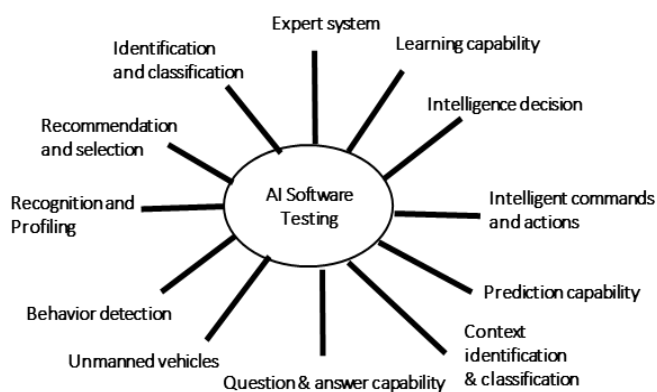 Expert system
Learning capability
Identification
and classification
Intelligence decision
Recommendation
and selection
AI Software
Testing
Recognition and
Profiling
Intelligent commands
and actions
Prediction capability
Behavior detection
Context
identification
& classification
Unmanned vehicles
Question & answer capability